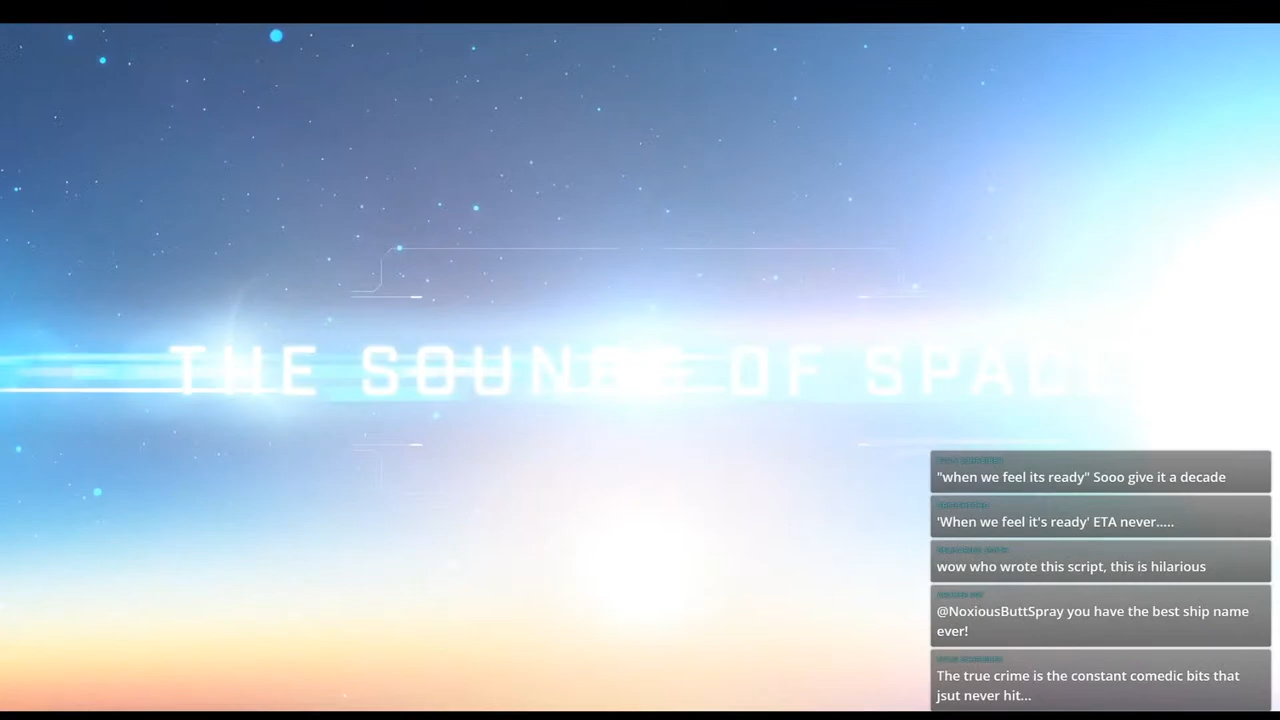 THE SOUNDS OF SPACE
"when we feel its ready" Sooo give it a decade
'When we feel it's ready' ETA never.....
wow who wrote this script, this is hilarious
@NoxiousButtSpray you have the best ship name
ever!
The true crime is the constant comedic bits that
jsut never hit...